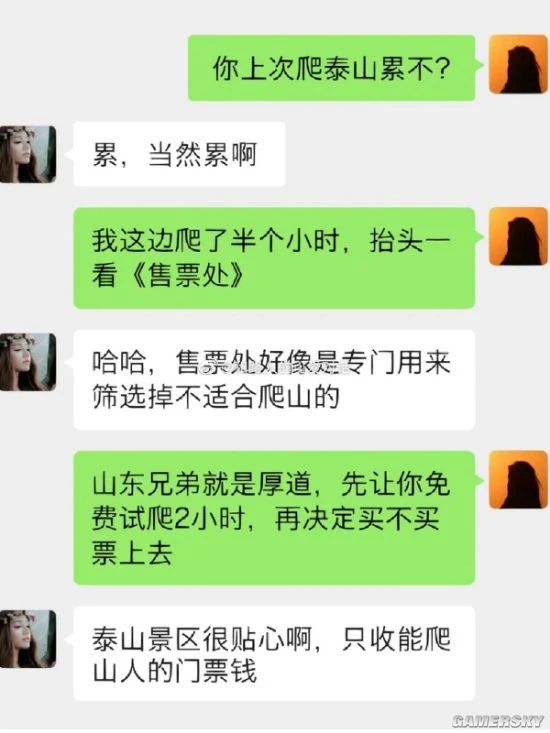 你上次爬泰山累不?
累，当然累啊
我这边爬了半个小时，抬头一
看《售票处》
哈哈，售票处好像是专门用来
筛选掉不适合爬山的
山东兄弟就是厚道，先让你免
费试爬2小时，再决定买不买
票上去
泰山景区很贴心啊，只收能爬
山人的门票钱
GAMERSKY